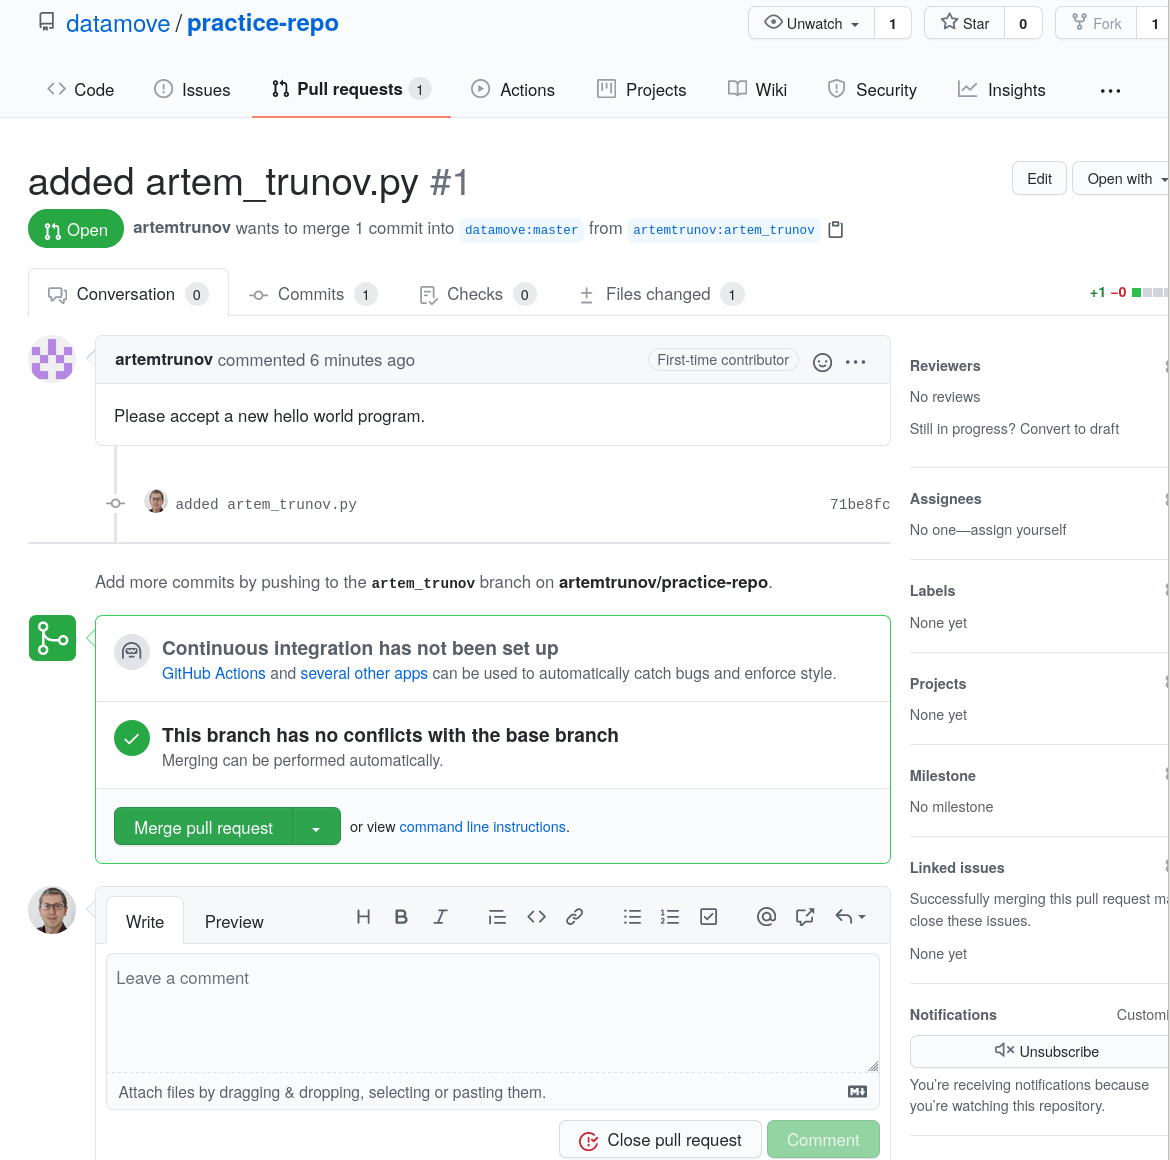 datamove / practice-repo
Unwatch 1 Star 0 Fork 1
Code Issues Pull requests 1 Actions Projects Wiki Security Insights ...
added artem_trunov.py #1
Edit Open with
Open artemtrunov wants to merge 1 commit into datamove:master from artemtrunov:artem_trunov
Conversation 0 Commits 1 Checks 0 Files changed 1
+1 −0
artemtrunov commented 6 minutes ago
First-time contributor
Please accept a new hello world program.
added artem_trunov.py 71be8fc
Add more commits by pushing to the artem_trunov branch on artemtrunov/practice-repo.
Continuous integration has not been set up
GitHub Actions and several other apps can be used to automatically catch bugs and enforce style.
This branch has no conflicts with the base branch
Merging can be performed automatically.
Merge pull request or view command line instructions.
Write Preview H B I
Leave a comment
Attach files by dragging & dropping, selecting or pasting them.
Close pull request Comment
Reviewers
No reviews
Still in progress? Convert to draft
Assignees
No one—assign yourself
Labels
None yet
Projects
None yet
Milestone
No milestone
Linked issues
Successfully merging this pull request
close these issues.
None yet
Notifications
Unsubscribe
You're receiving notifications because
you're watching this repository.